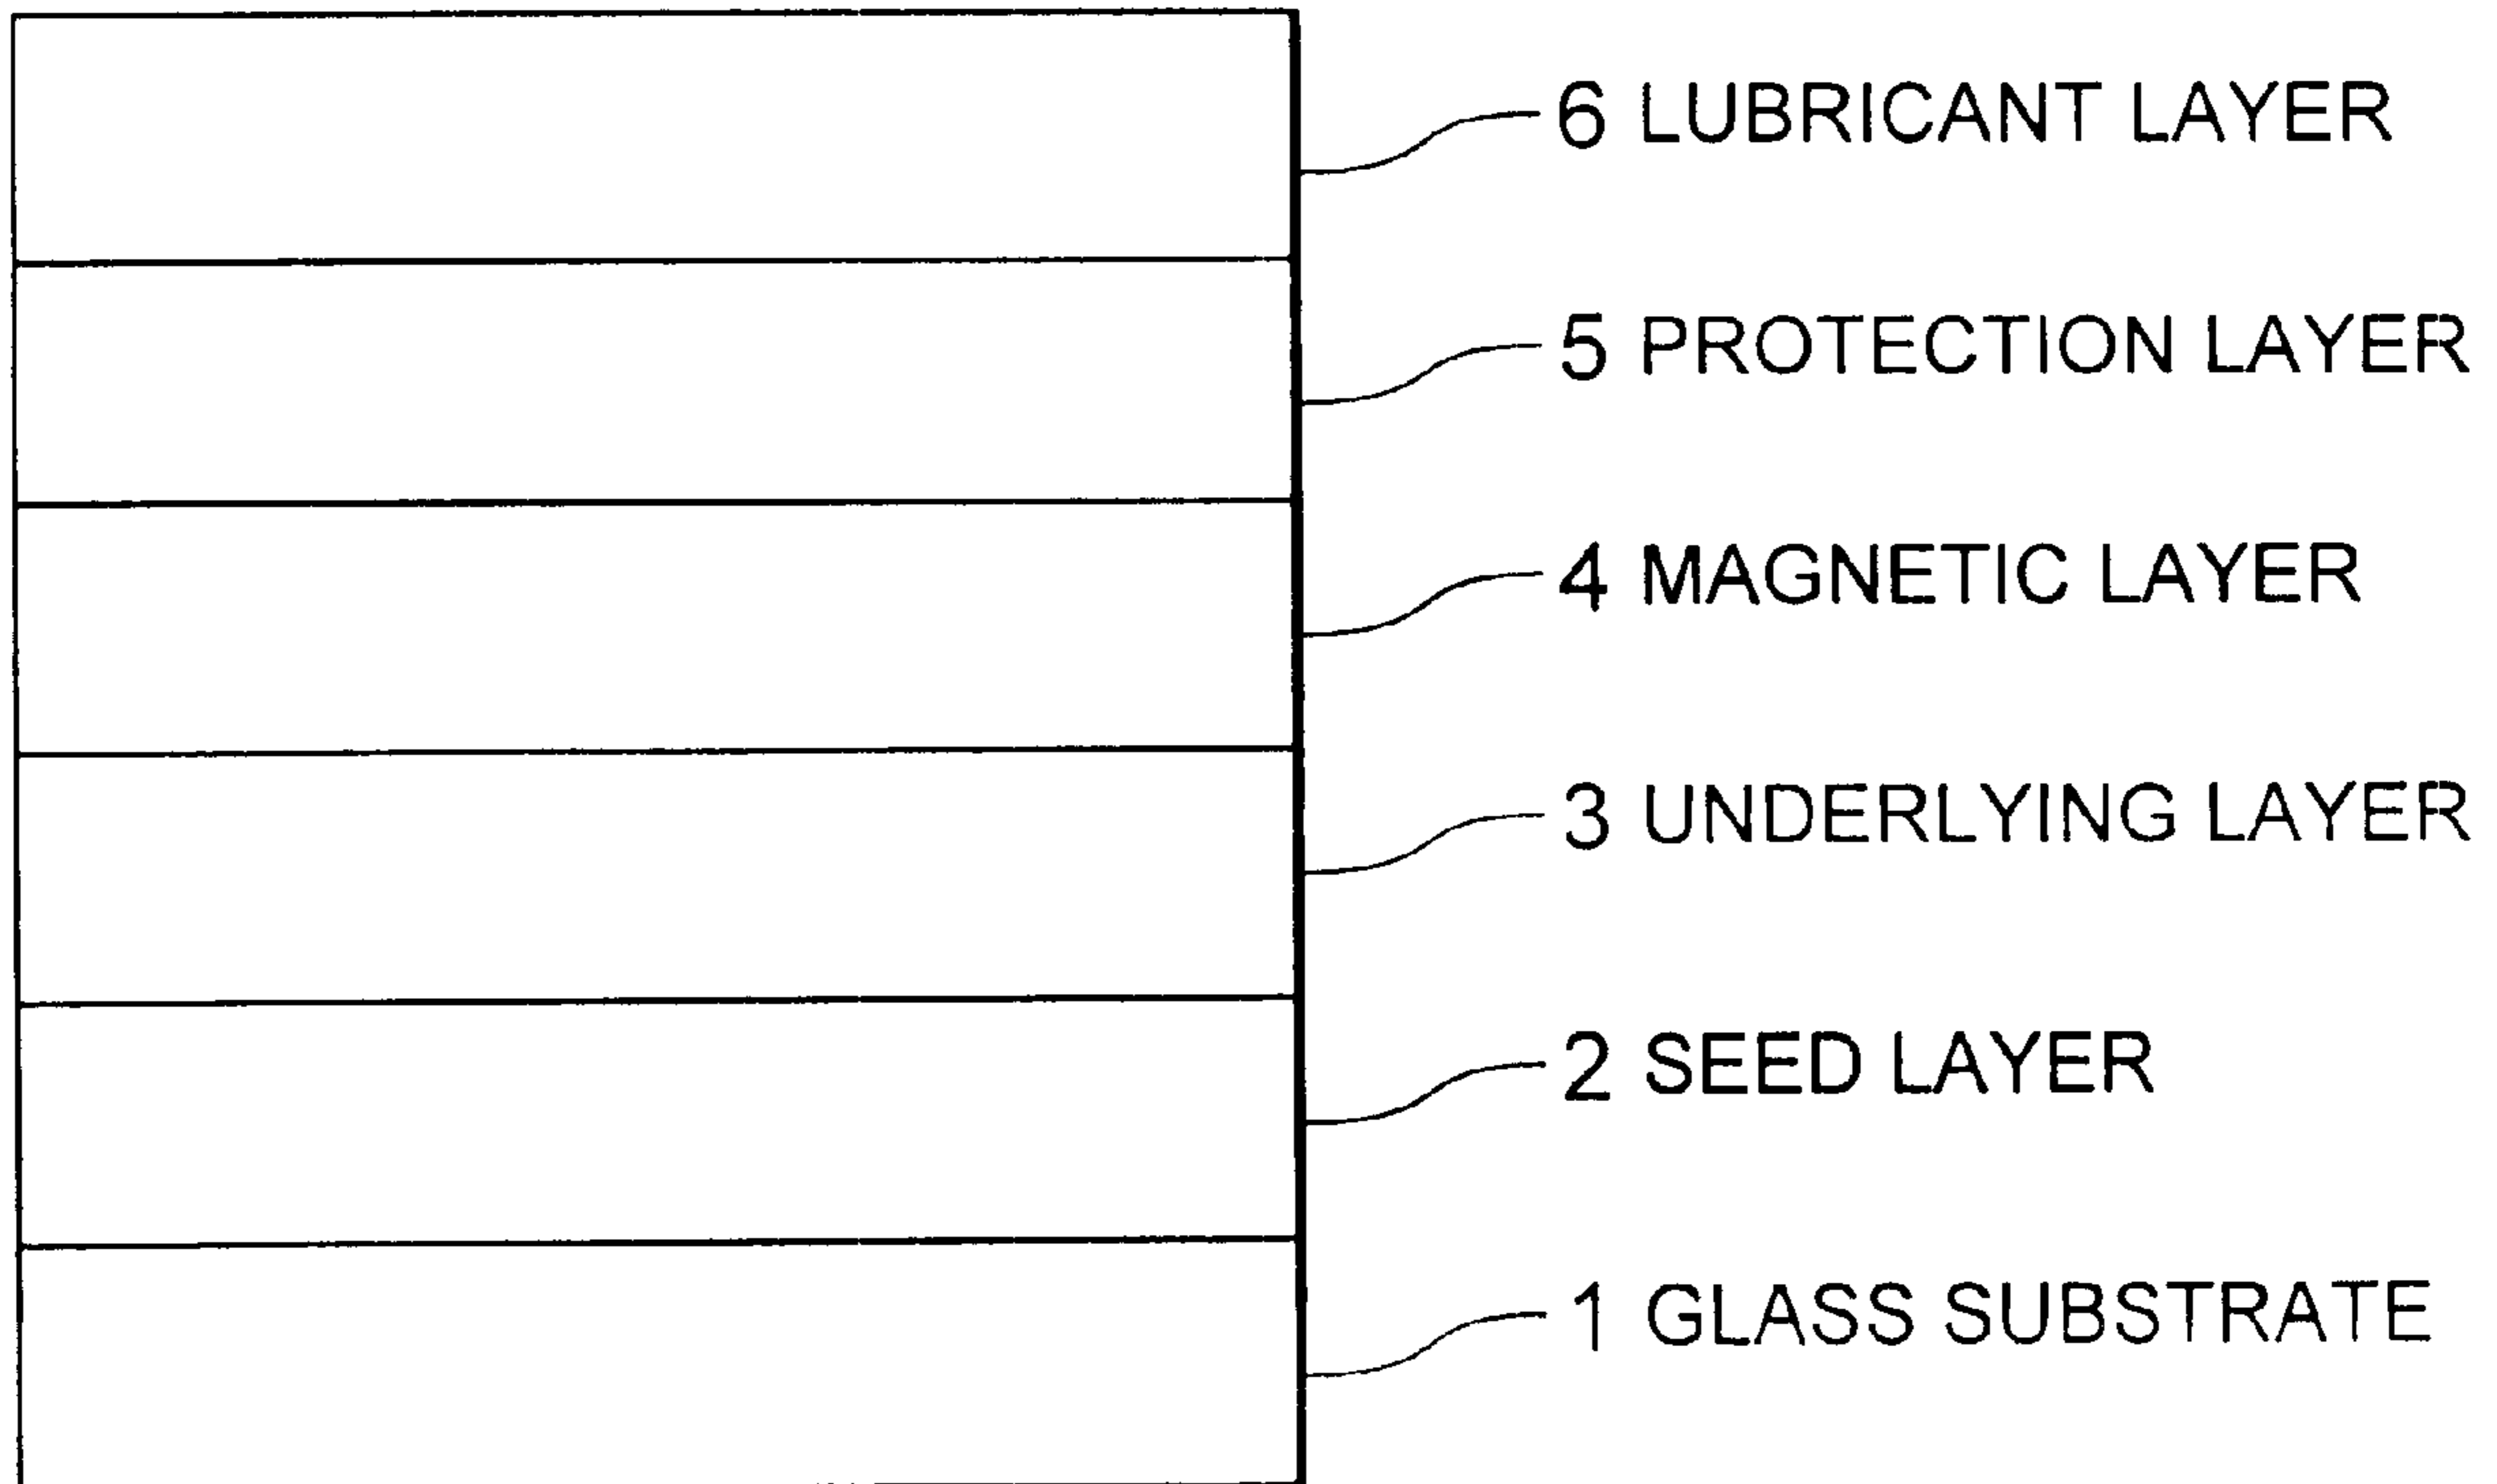 6 LUBRICANT LAYER
5 PROTECTION LAYER
4 MAGNETIC LAYER
3 UNDERLYING LAYER
2 SEED LAYER
1 GLASS SUBSTRATE